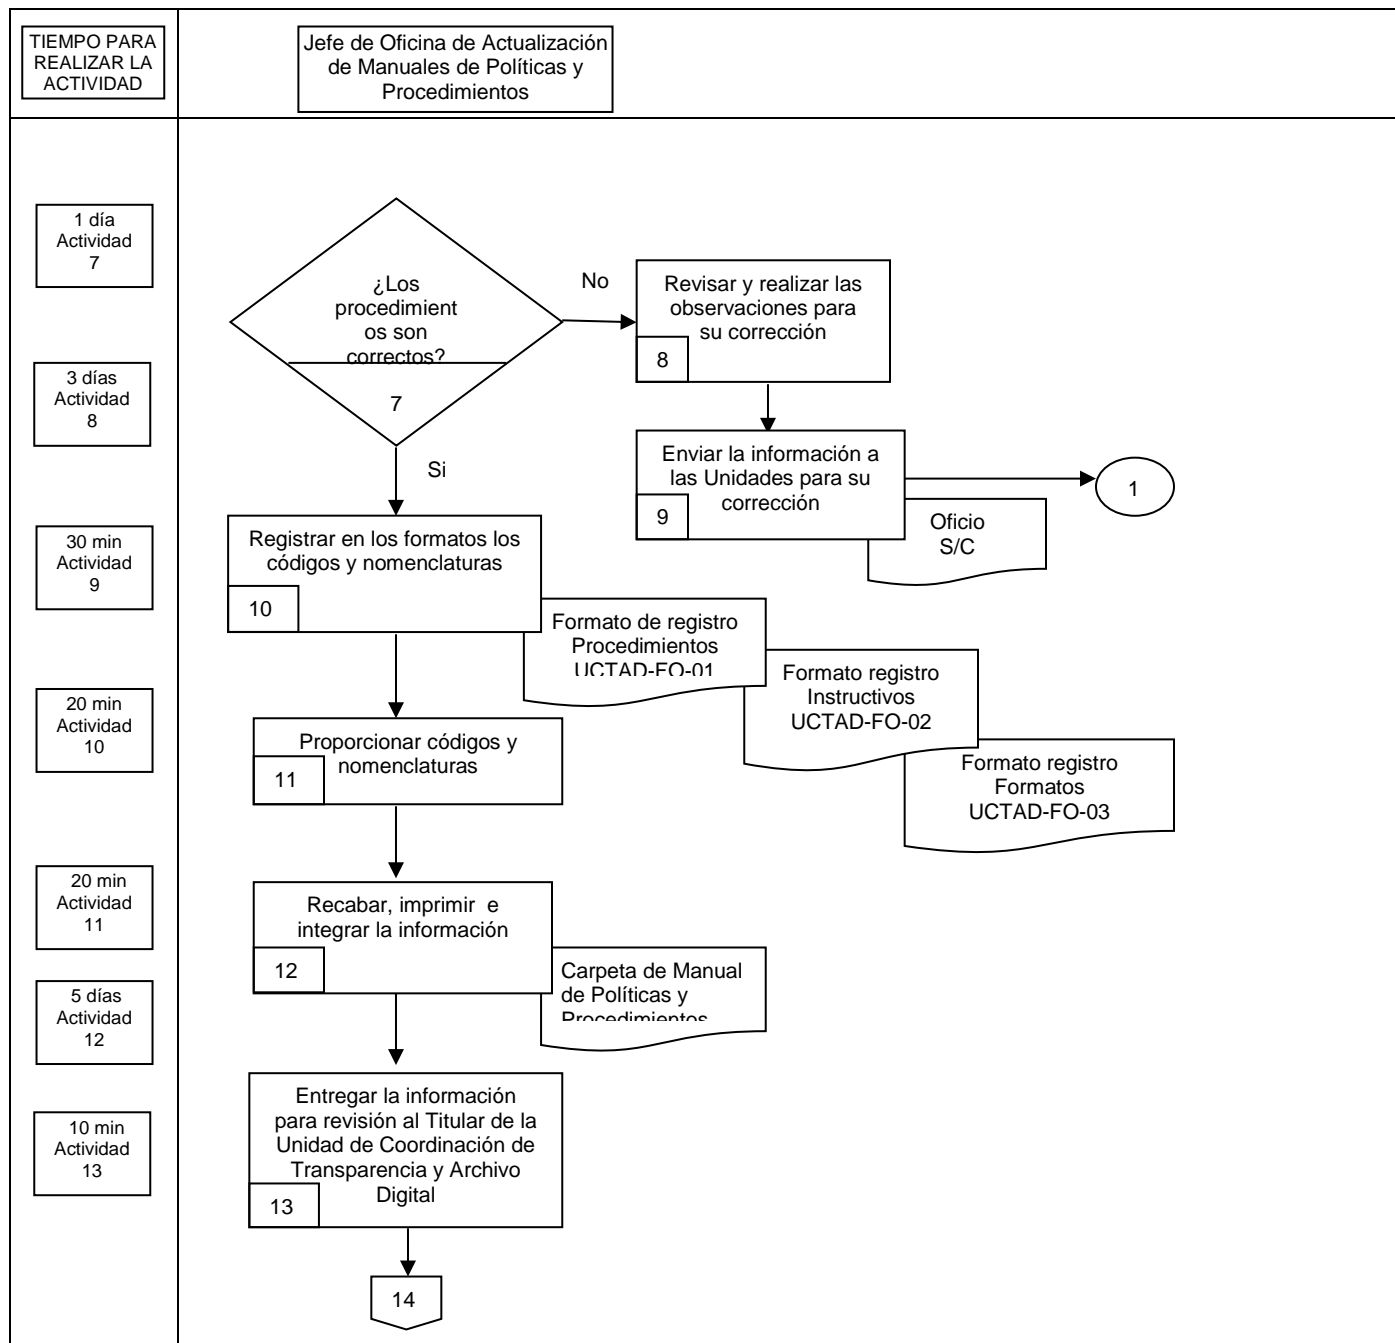 TIEMPO PARA
REALIZAR LA
ACTIVIDAD
Jefe de Oficina de Actualización
de Manuales de Políticas y
Procedimientos
1 día
Actividad
7
¿Los
procedimient
os son
correctos?
7
No
Revisar y realizar las
observaciones para
su corrección
8
3 días
Actividad
8
Si
Enviar la información a
las Unidades para su
corrección
9
1
Oficio
S/C
30 min
Actividad
9
Registrar en los formatos los
códigos y nomenclaturas
10
Formato de registro
Procedimientos
UCTAD-FO-01
Formato registro
Instructivos
UCTAD-FO-02
Formato registro
Formatos
UCTAD-FO-03
20 min
Actividad
10
Proporcionar códigos y
nomenclaturas
11
20 min
Actividad
11
Recabar, imprimir e
integrar la información
12
Carpeta de Manual
de Políticas y
Procedimientos
5 días
Actividad
12
Entregar la información
para revisión al Titular de la
Unidad de Coordinación de
Transparencia y Archivo
Digital
13
10 min
Actividad
13
14